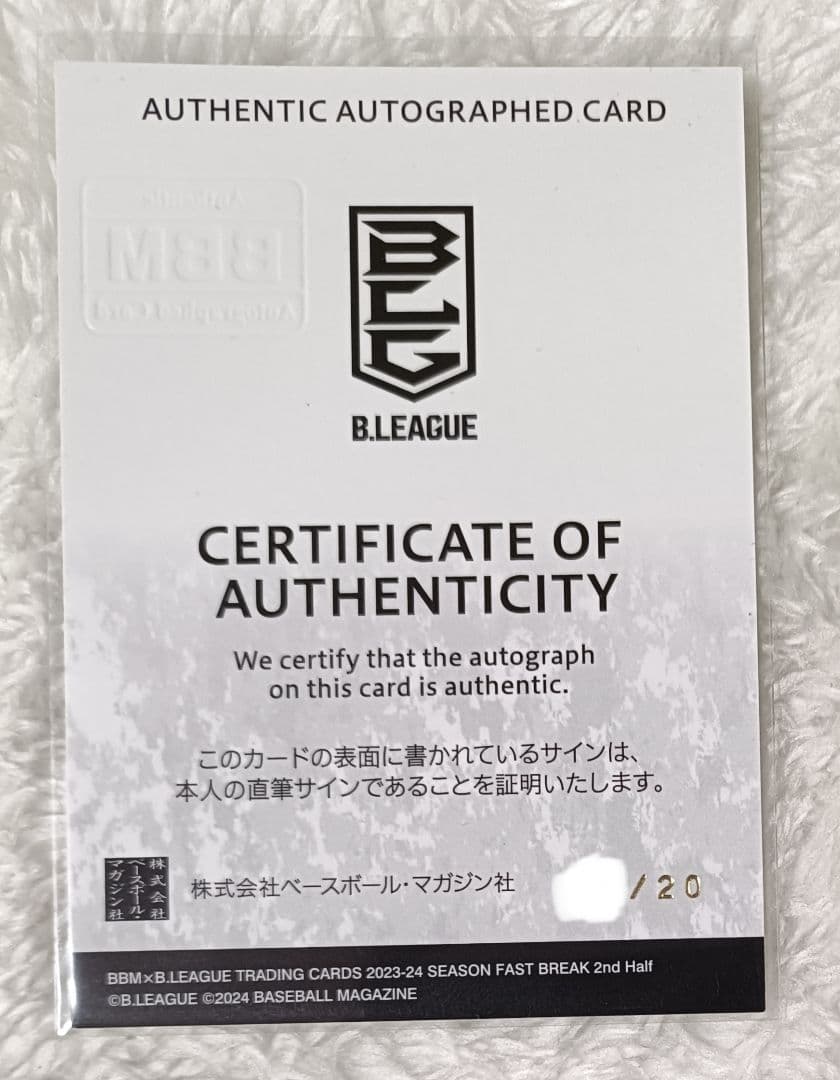 AUTHENTIC AUTOGRAPHED CARD
Authentic
BBM
Autographed Card
BLG
B.LEAGUE
CERTIFICATE OF
AUTHENTICITY
We certify that the autograph
on this card is authentic.
このカードの表面に書かれているサインは、
本人の直筆サインであることを証明いたします。
株式会社
ベースボール・
マガジン社
株式会社ベースボール・マガジン社
/20
BBM×B.LEAGUE TRADING CARDS 2023-24 SEASON FAST BREAK 2nd Half
©B.LEAGUE ©2024 BASEBALL MAGAZINE